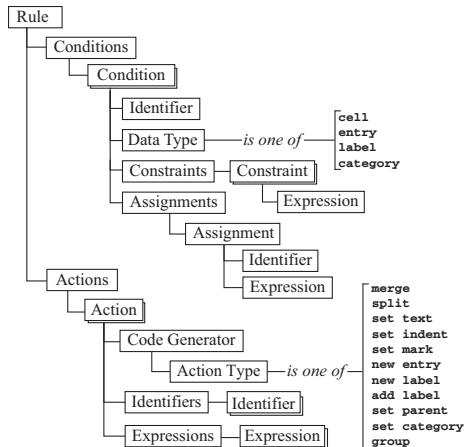 Rule
Conditions
Condition
Identifier
Data Type is one of
cell
entry
label
category
Constraints Constraint
Expression
Assignments
Assignment
Identifier
Expression
Actions
Action
Code Generator
Action Type is one of
merge
split
set text
set indent
set mark
new entry
new label
add label
set parent
set category
group
Identifiers Identifier
Expressions Expression